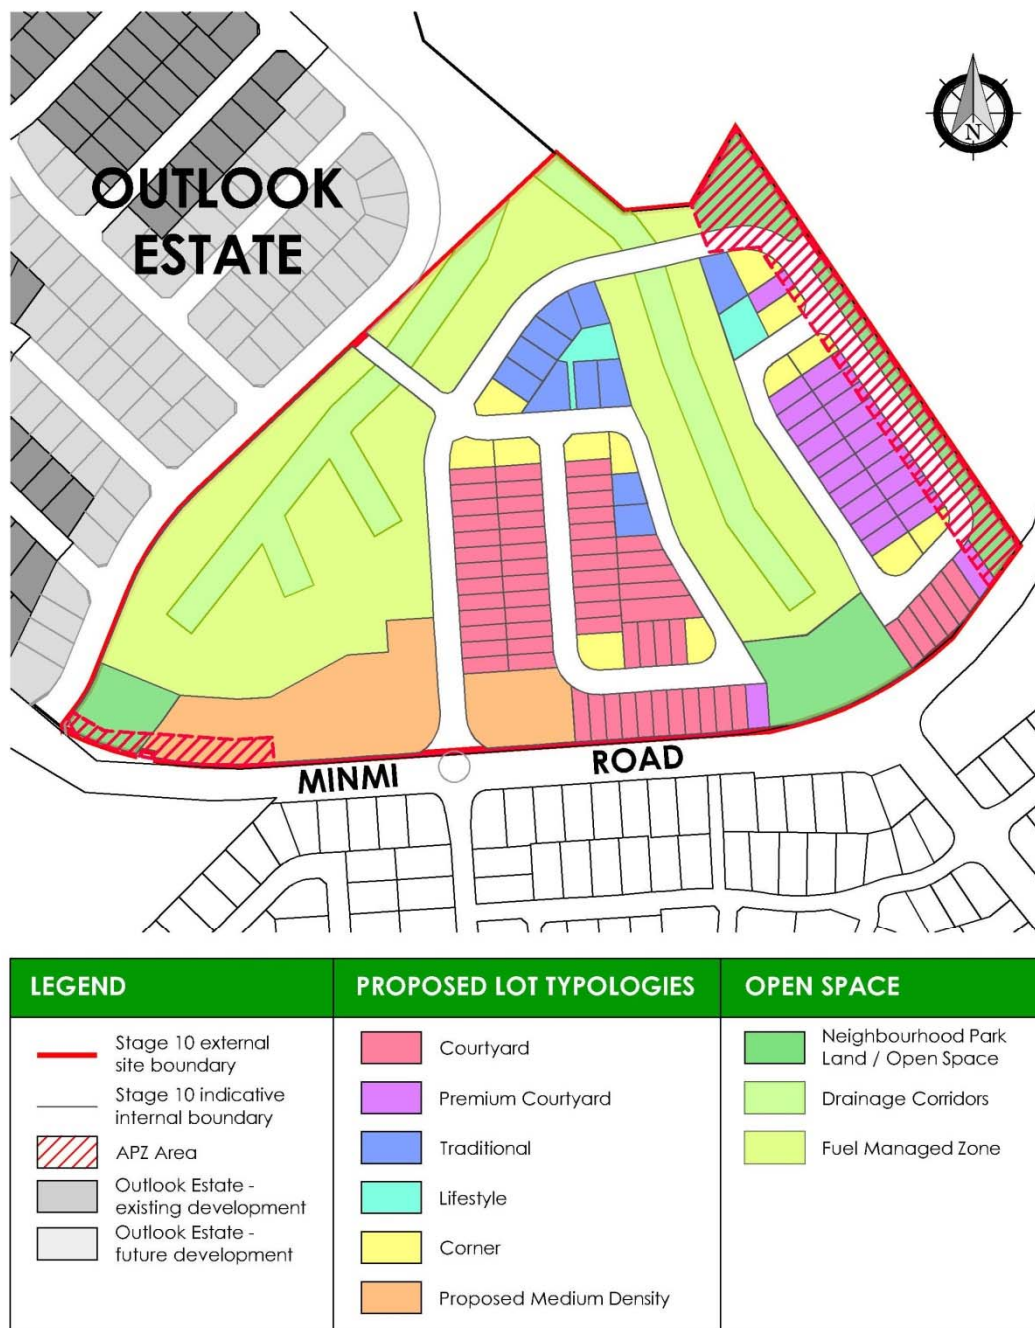 OUTLOOK
ESTATE
N
MINMI ROAD
LEGEND
Stage 10 external
site boundary
Stage 10 indicative
internal boundary
APZ Area
Outlook Estate -
existing development
Outlook Estate -
future development
PROPOSED LOT TYPOLOGIES
Courtyard
Premium Courtyard
Traditional
Lifestyle
Corner
Proposed Medium Density
OPEN SPACE
Neighbourhood Park
Land / Open Space
Drainage Corridors
Fuel Managed Zone